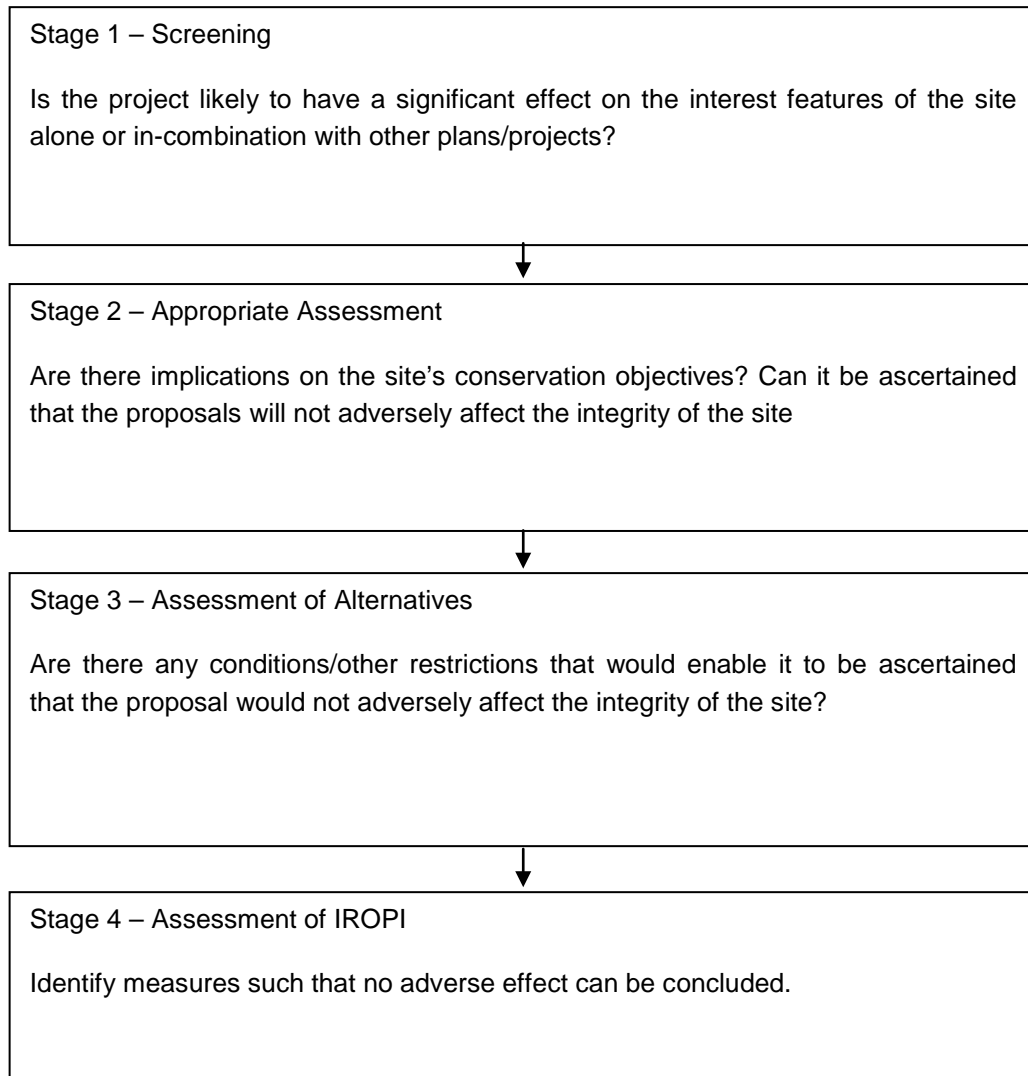 Stage 1 – Screening
Is the project likely to have a significant effect on the interest features of the site
alone or in-combination with other plans/projects?
Stage 2 – Appropriate Assessment
Are there implications on the site’s conservation objectives? Can it be ascertained
that the proposals will not adversely affect the integrity of the site
Stage 3 – Assessment of Alternatives
Are there any conditions/other restrictions that would enable it to be ascertained
that the proposal would not adversely affect the integrity of the site?
Stage 4 – Assessment of IROPI
Identify measures such that no adverse effect can be concluded.